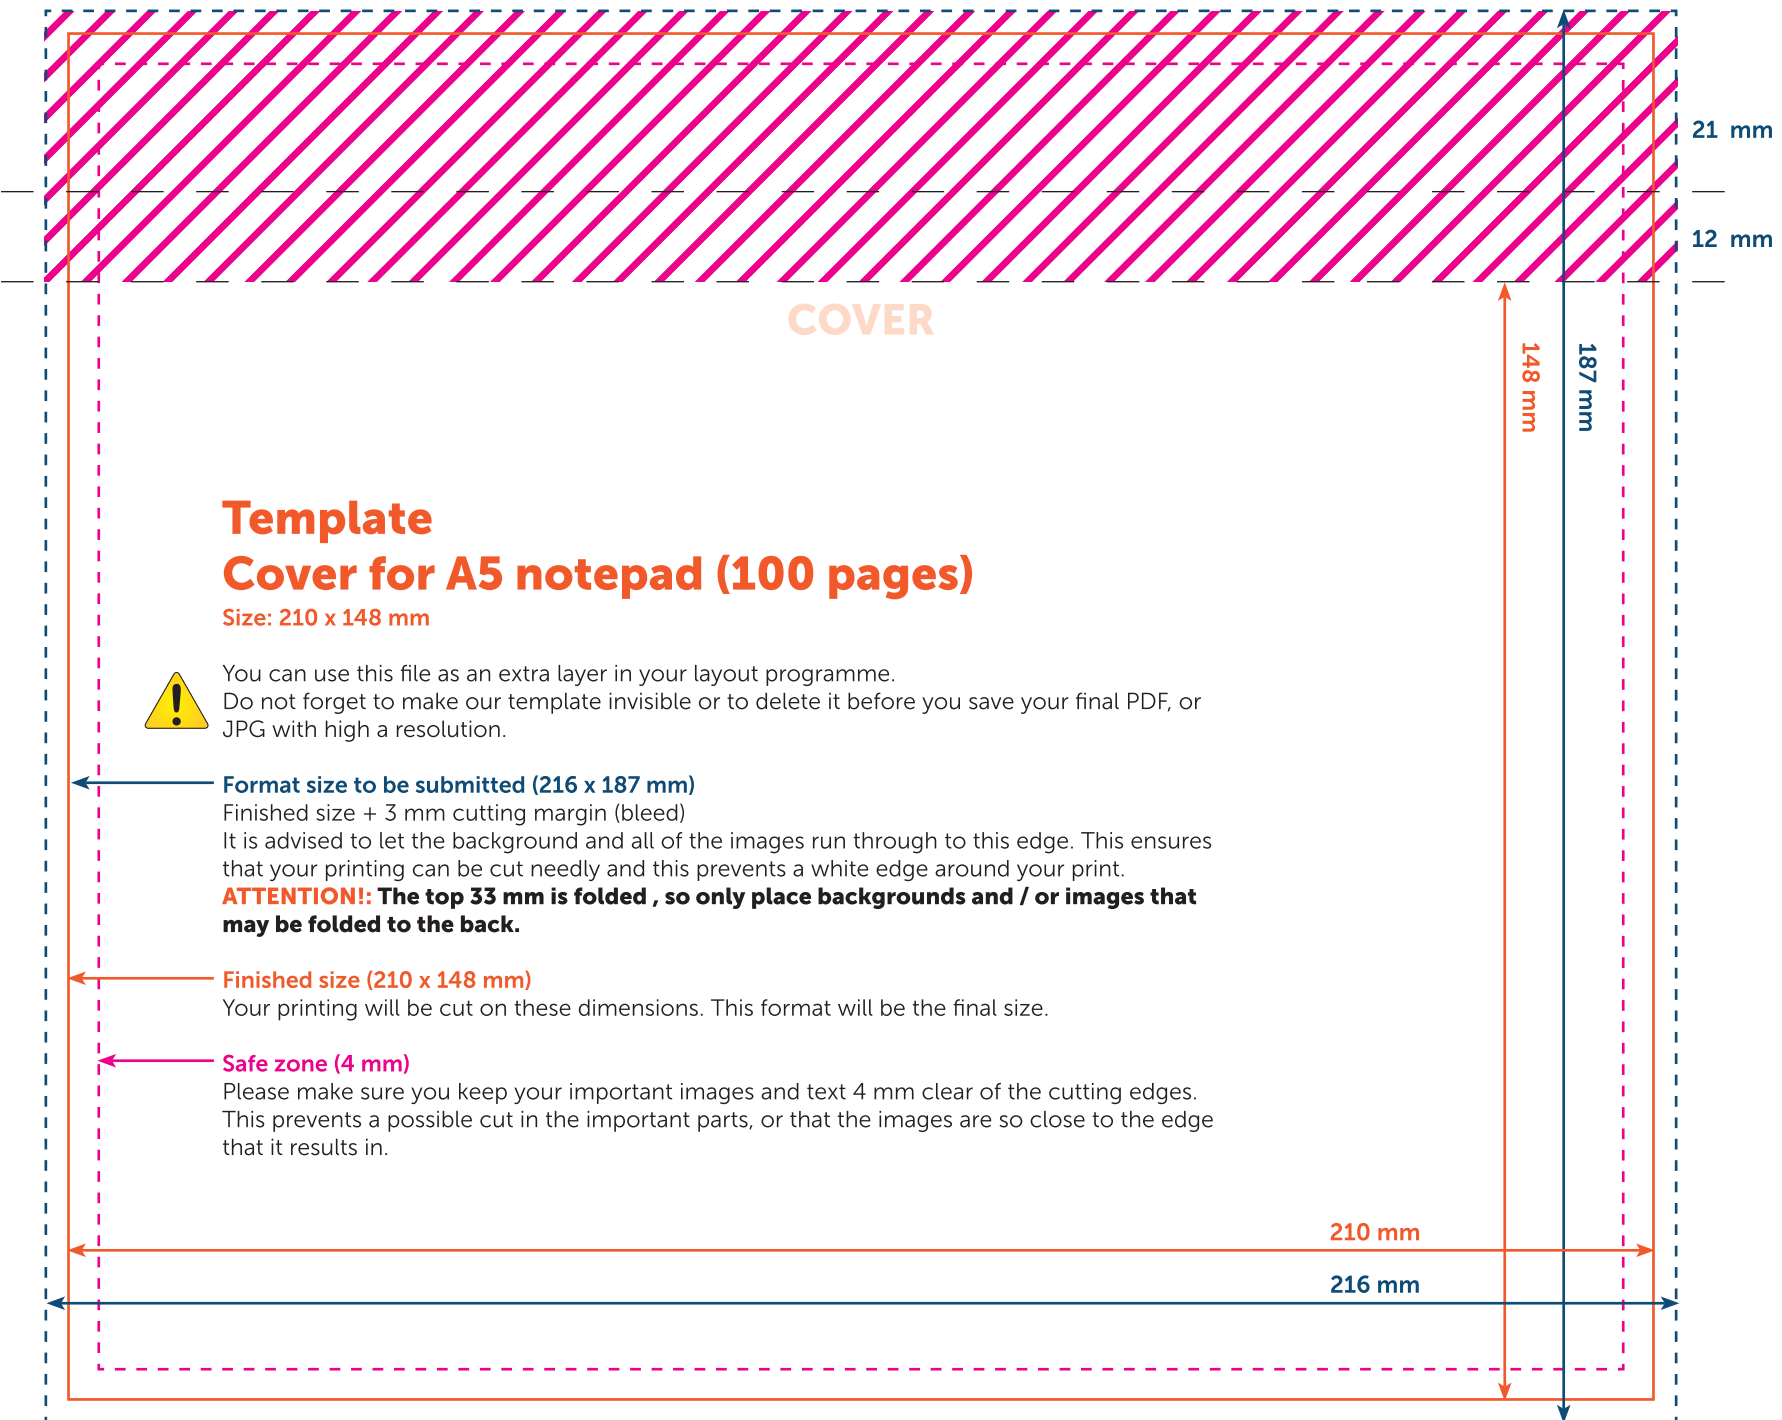 21 mm
12 mm
COVER
148 mm
187 mm
Template
Cover for A5 notepad (100 pages)
Size: 210 x 148 mm
You can use this file as an extra layer in your layout programme.
Do not forget to make our template invisible or to delete it before you save your final PDF, or
JPG with high a resolution.
Format size to be submitted (216 x 187 mm)
Finished size + 3 mm cutting margin (bleed)
It is advised to let the background and all of the images run through to this edge. This ensures
that your printing can be cut needly and this prevents a white edge around your print.
ATTENTION!: The top 33 mm is folded , so only place backgrounds and / or images that
may be folded to the back.
Finished size (210 x 148 mm)
Your printing will be cut on these dimensions. This format will be the final size.
Safe zone (4 mm)
Please make sure you keep your important images and text 4 mm clear of the cutting edges.
This prevents a possible cut in the important parts, or that the images are so close to the edge
that it results in.
210 mm
216 mm